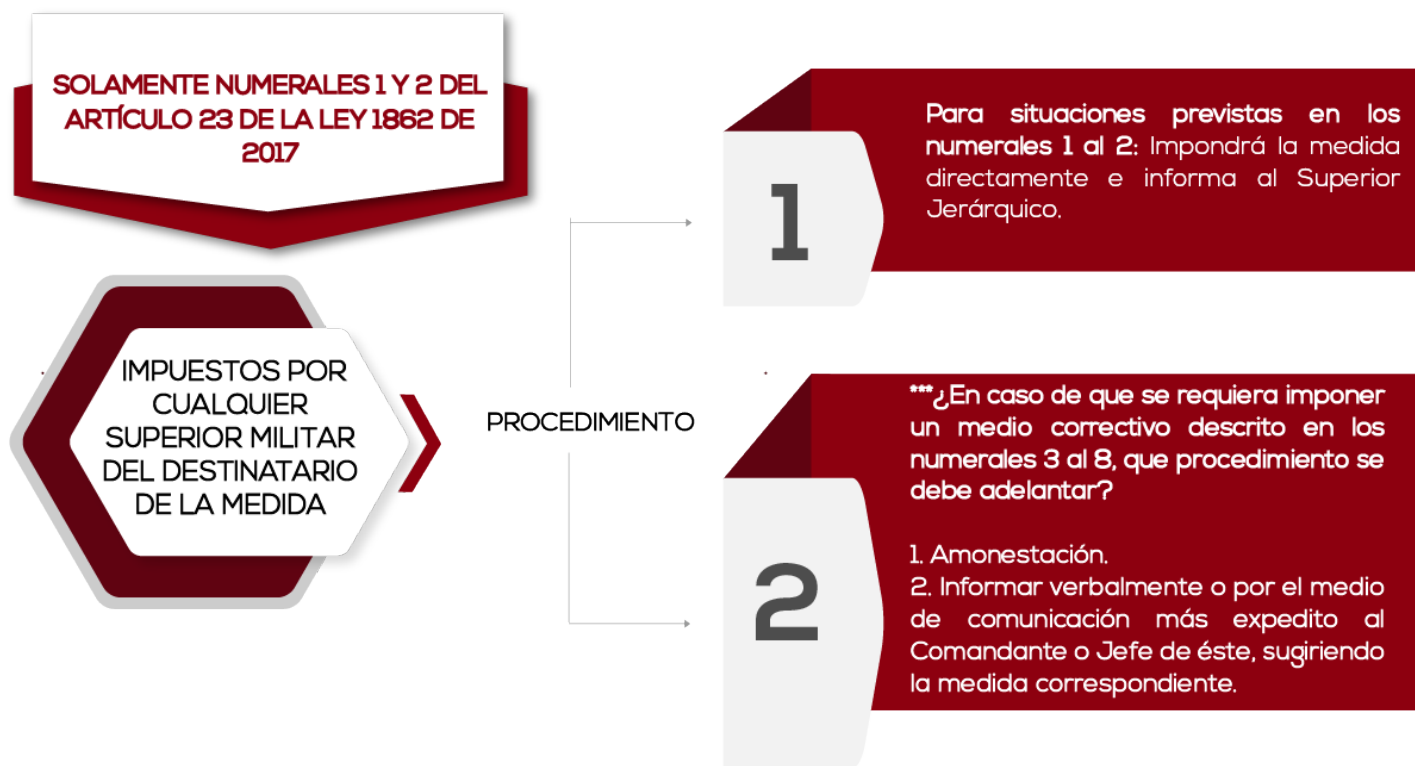 SOLAMENTE NUMERALES 1 Y 2 DEL
ARTÍCULO 23 DE LA LEY 1862 DE
2017
IMPUESTOS POR
CUALQUIER
SUPERIOR MILITAR
DEL DESTINATARIO
DE LA MEDIDA
PROCEDIMIENTO
1
Para situaciones previstas en los
numerales 1 al 2: Impondrá la medida
directamente e informa al Superior
Jerárquico.
2
***¿En caso de que se requiera imponer
un medio correctivo descrito en los
numerales 3 al 8, que procedimiento se
debe adelantar?
1. Amonestación.
2. Informar verbalmente o por el medio
de comunicación más expedito al
Comandante o Jefe de éste, sugiriendo
la medida correspondiente.